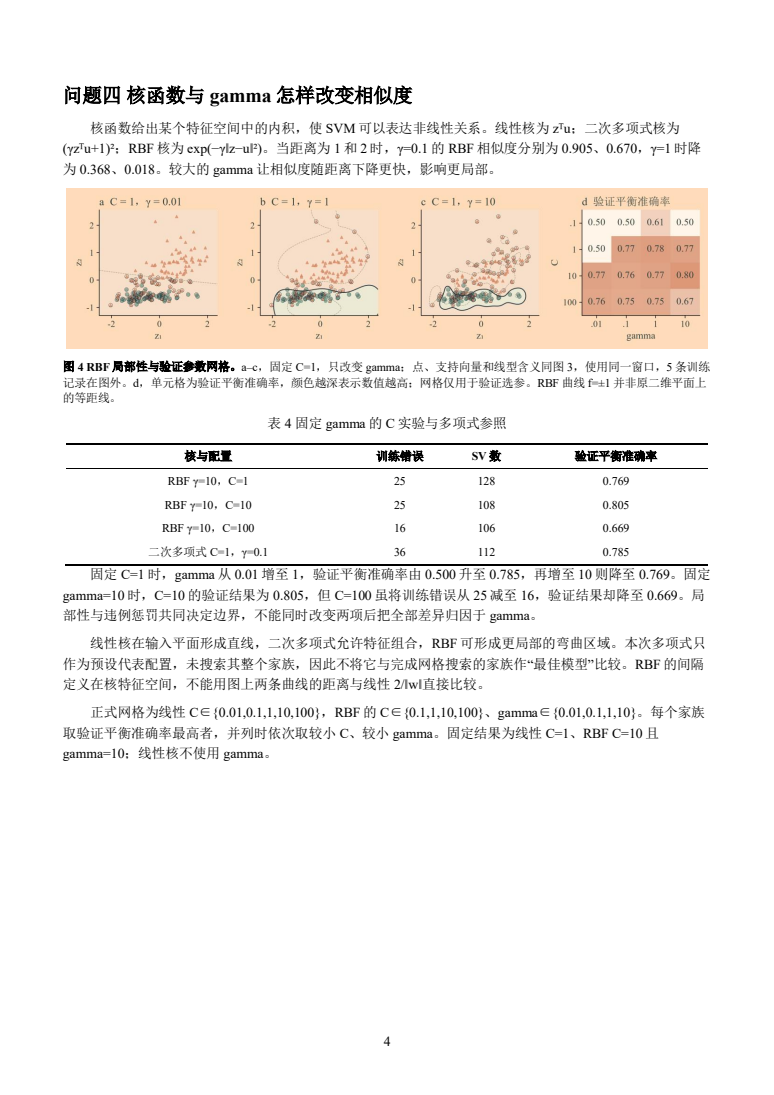 问题四 核函数与 gamma 怎样改变相似度
核函数给出某个特征空间中的内积，使 SVM 可以表达非线性关系。线性核为 zᵀu；二次多项式核为
(γzᵀu+1)²；RBF 核为 exp(−γ‖z−u‖²)。当距离为 1 和 2 时，γ=0.1 的 RBF 相似度分别为 0.905、0.670，γ=1 时降
为 0.368、0.018。较大的 gamma 让相似度随距离下降更快，影响更局部。
a C = 1，γ = 0.01
b C = 1，γ = 1
c C = 1，γ = 10
d 验证平衡准确率
2
1
0
-1
z₂
-2 0 2
z₁
2
1
0
-1
z₂
-2 0 2
z₁
2
1
0
-1
z₂
-2 0 2
z₁
C
.1 0.50 0.50 0.61 0.50
1 0.50 0.77 0.78 0.77
10 0.77 0.76 0.77 0.80
100 0.76 0.75 0.75 0.67
.01 .1 1 10
gamma
图 4 RBF 局部性与验证参数网格。a–c，固定 C=1，只改变 gamma；点、支持向量和线型含义同图 3，使用同一窗口，5 条训练
记录在图外。d，单元格为验证平衡准确率，颜色越深表示数值越高；网格仅用于验证选参。RBF 曲线 f=±1 并非原二维平面上
的等距线。
表 4 固定 gamma 的 C 实验与多项式参照
核与配置 训练错误 SV 数 验证平衡准确率
RBF γ=10，C=1 25 128 0.769
RBF γ=10，C=10 25 108 0.805
RBF γ=10，C=100 16 106 0.669
二次多项式 C=1，γ=0.1 36 112 0.785
固定 C=1 时，gamma 从 0.01 增至 1，验证平衡准确率由 0.500 升至 0.785，再增至 10 则降至 0.769。固定
gamma=10 时，C=10 的验证结果为 0.805，但 C=100 虽将训练错误从 25 减至 16，验证结果却降至 0.669。局
部性与违例惩罚共同决定边界，不能同时改变两项后把全部差异归因于 gamma。
线性核在输入平面形成直线，二次多项式允许特征组合，RBF 可形成更局部的弯曲区域。本次多项式只
作为预设代表配置，未搜索其整个家族，因此不将它与完成网格搜索的家族作“最佳模型”比较。RBF 的间隔
定义在核特征空间，不能用图上两条曲线的距离与线性 2/‖w‖直接比较。
正式网格为线性 C∈{0.01,0.1,1,10,100}，RBF 的 C∈{0.1,1,10,100}、gamma∈{0.01,0.1,1,10}。每个家族
取验证平衡准确率最高者，并列时依次取较小 C、较小 gamma。固定结果为线性 C=1、RBF C=10 且
gamma=10；线性核不使用 gamma。
4